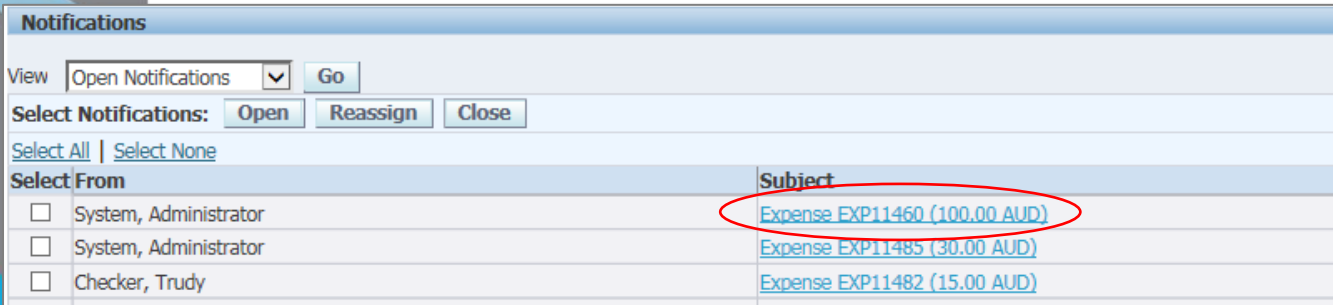 Notifications
View Open Notifications Go
Select Notifications: Open Reassign Close
Select All | Select None
Select From Subject
System, Administrator Expense EXP11460 (100.00 AUD)
System, Administrator Expense EXP11485 (30.00 AUD)
Checker, Trudy Expense EXP11482 (15.00 AUD)